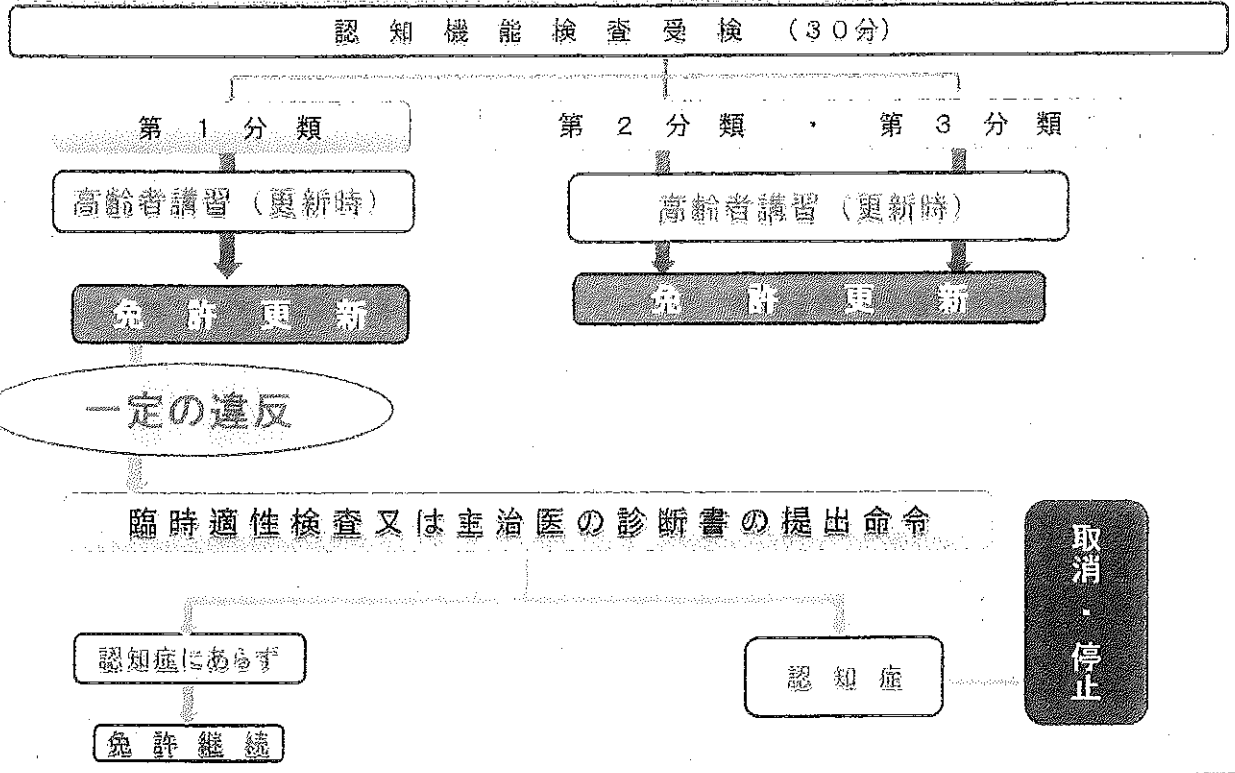 認知機能検査受検（３０分）
第１分類
第２分類・第３分類
高齢者講習（更新時）
高齢者講習（更新時）
免許更新
免許更新
一定の違反
臨時適性検査又は主治医の診断書の提出命令
取消・停止
認知症にあらず
認知症
免許継続